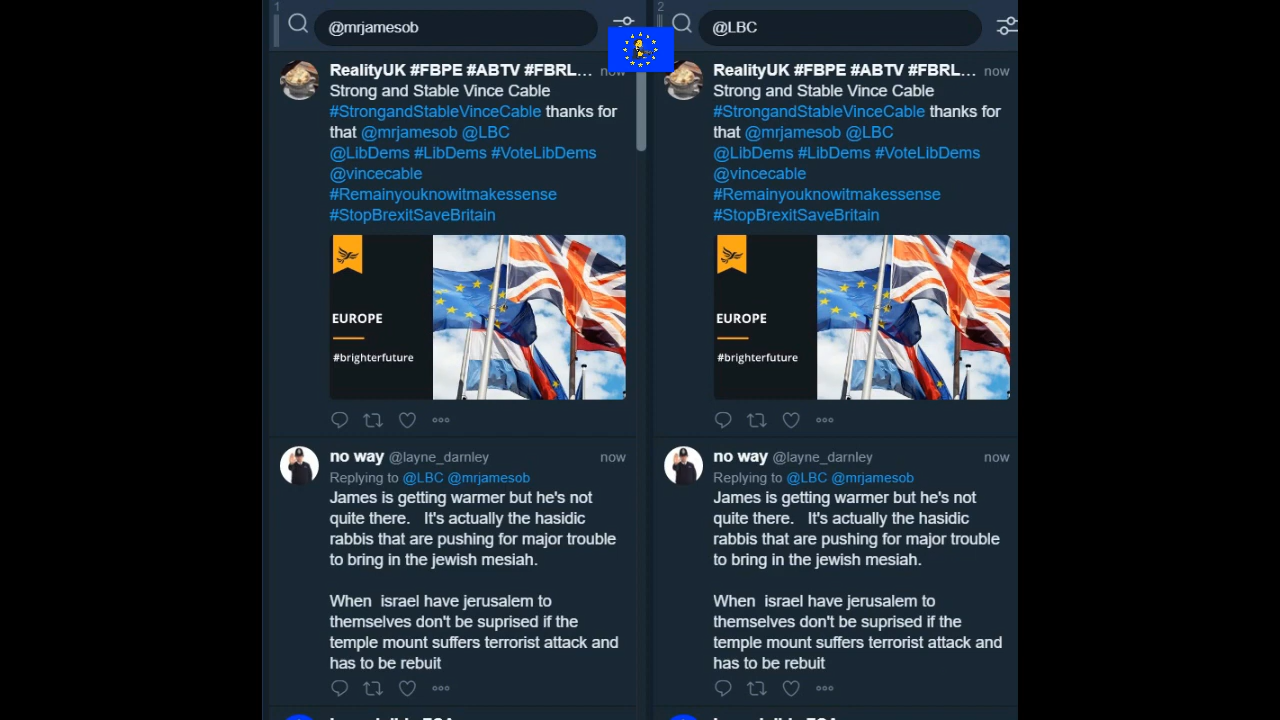 1
@mrjamesob
RealityUK #FBPE #ABTV #FBRL… now
Strong and Stable Vince Cable
#StrongandStableVinceCable thanks for
that @mrjamesob @LBC
@LibDems #LibDems #VoteLibDems
@vincecable
#Remainyouknowitmakessense
#StopBrexitSaveBritain
EUROPE
#brighterfuture
no way @layne_darnley now
Replying to @LBC @mrjamesob
James is getting warmer but he's not
quite there. It's actually the hasidic
rabbis that are pushing for major trouble
to bring in the jewish mesiah.
When israel have jerusalem to
themselves don't be suprised if the
temple mount suffers terrorist attack and
has to be rebuit
2
@LBC
RealityUK #FBPE #ABTV #FBRL… now
Strong and Stable Vince Cable
#StrongandStableVinceCable thanks for
that @mrjamesob @LBC
@LibDems #LibDems #VoteLibDems
@vincecable
#Remainyouknowitmakessense
#StopBrexitSaveBritain
EUROPE
#brighterfuture
no way @layne_darnley now
Replying to @LBC @mrjamesob
James is getting warmer but he's not
quite there. It's actually the hasidic
rabbis that are pushing for major trouble
to bring in the jewish mesiah.
When israel have jerusalem to
themselves don't be suprised if the
temple mount suffers terrorist attack and
has to be rebuit